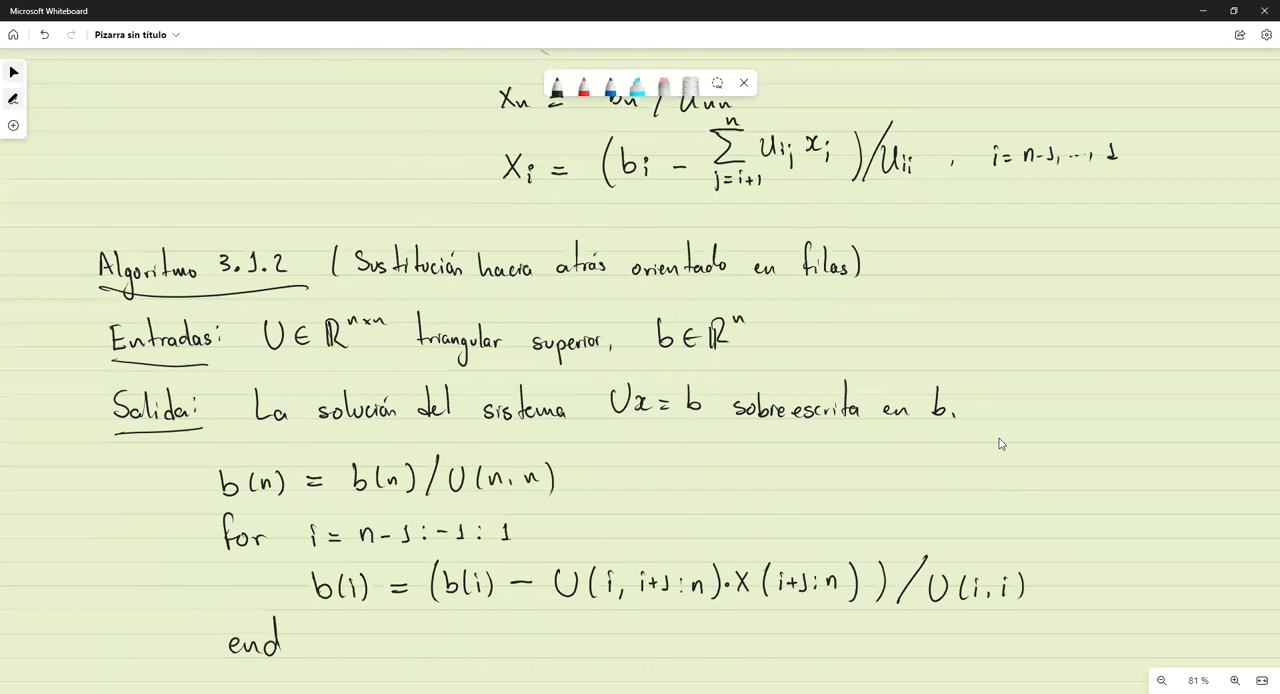 Microsoft Whiteboard
Pizarra sin título
Xn = bn / Unn
Xi = (bi - ∑_{j=i+1}^{n} Uij xj) / Uii , i = n-1, ..., 1
Algoritmo 3.1.2 (Sustitución hacia atrás orientado en filas)
Entradas: U ∈ ℝ^{n×n} triangular superior, b ∈ ℝ^n
Salida: La solución del sistema Ux = b sobreescrita en b.
b(n) = b(n) / U(n,n)
for i = n-1:-1:1
b(i) = (b(i) - U(i, i+1:n)·X(i+1:n)) / U(i,i)
end
81 %